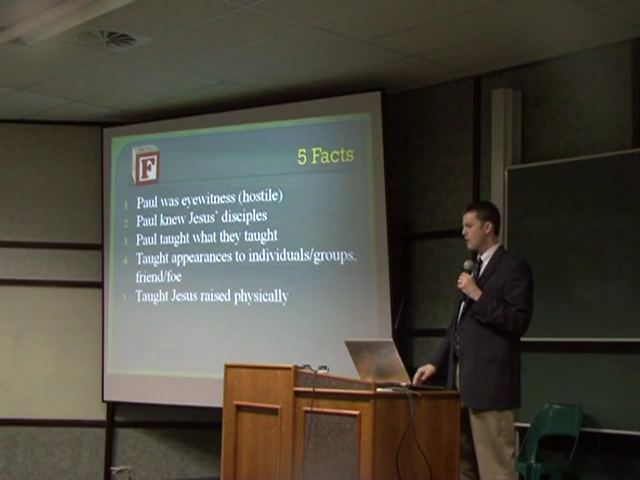 F
5 Facts
1 Paul was eyewitness (hostile)
2 Paul knew Jesus' disciples
3 Paul taught what they taught
4 Taught appearances to individuals/groups,
friend/foe
5 Taught Jesus raised physically